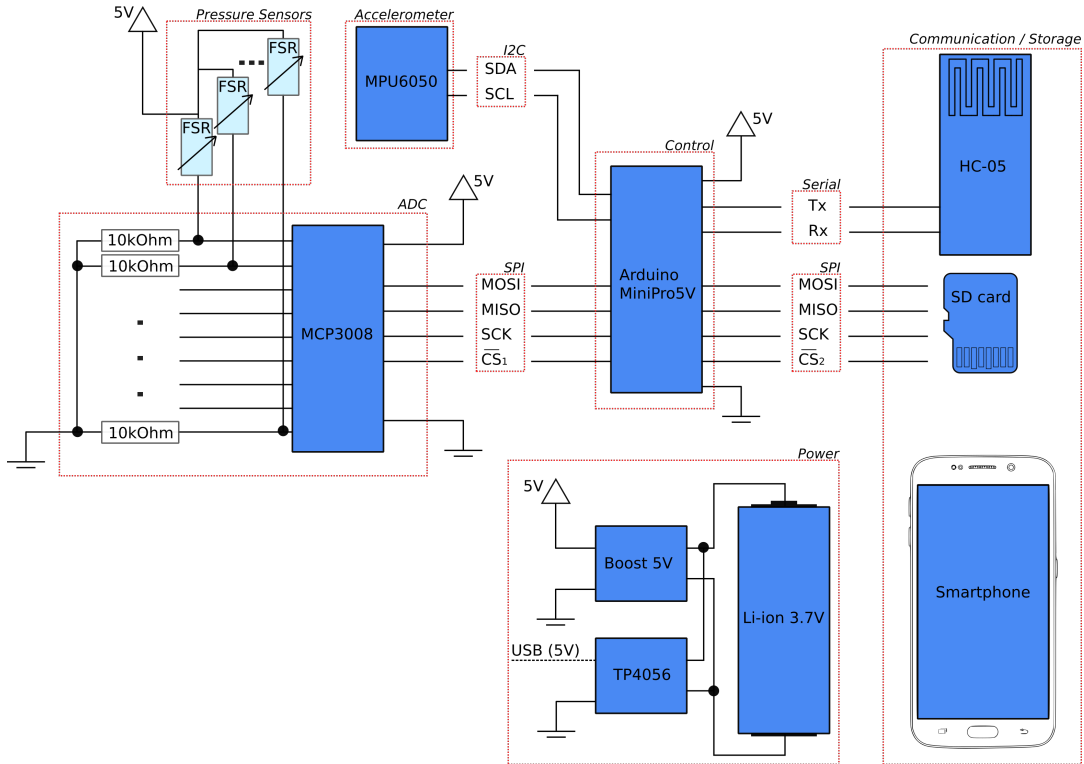 5V
Pressure Sensors
FSR
FSR
FSR
Accelerometer
MPU6050
I2C
SDA
SCL
Communication / Storage
HC-05
5V
Control
Serial
Tx
Rx
Arduino
MiniPro5V
5V
ADC
10kOhm
10kOhm
10kOhm
MCP3008
SPI
MOSI
MISO
SCK
C̅S̅₁
SPI
MOSI
MISO
SCK
C̅S̅₂
SD card
Power
5V
Boost 5V
USB (5V)
TP4056
Li-ion 3.7V
Smartphone